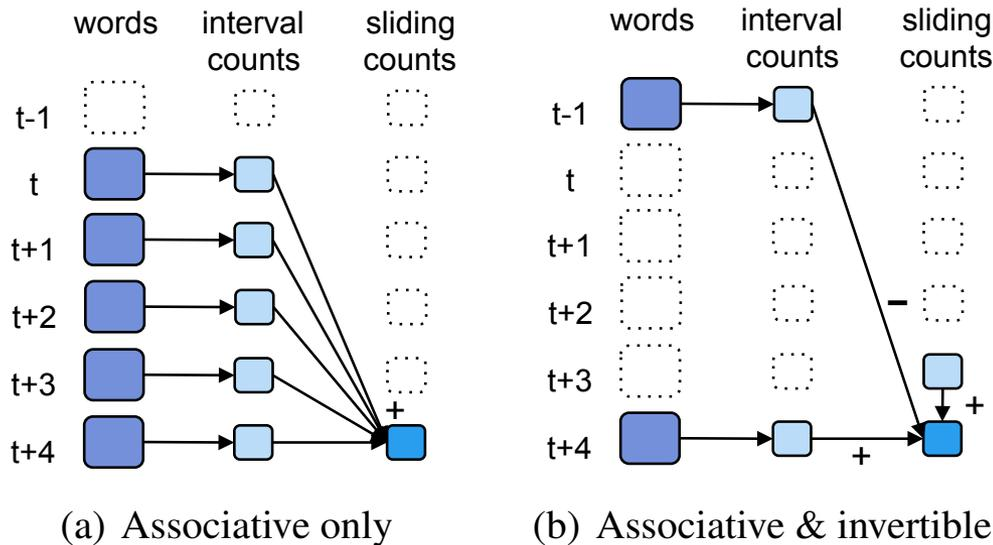 words interval counts sliding counts
t-1
t
t+1
t+2
t+3
t+4
+
(a) Associative only
words interval counts sliding counts
t-1
t
t+1
t+2
t+3
t+4
−
+
+
(b) Associative & invertible